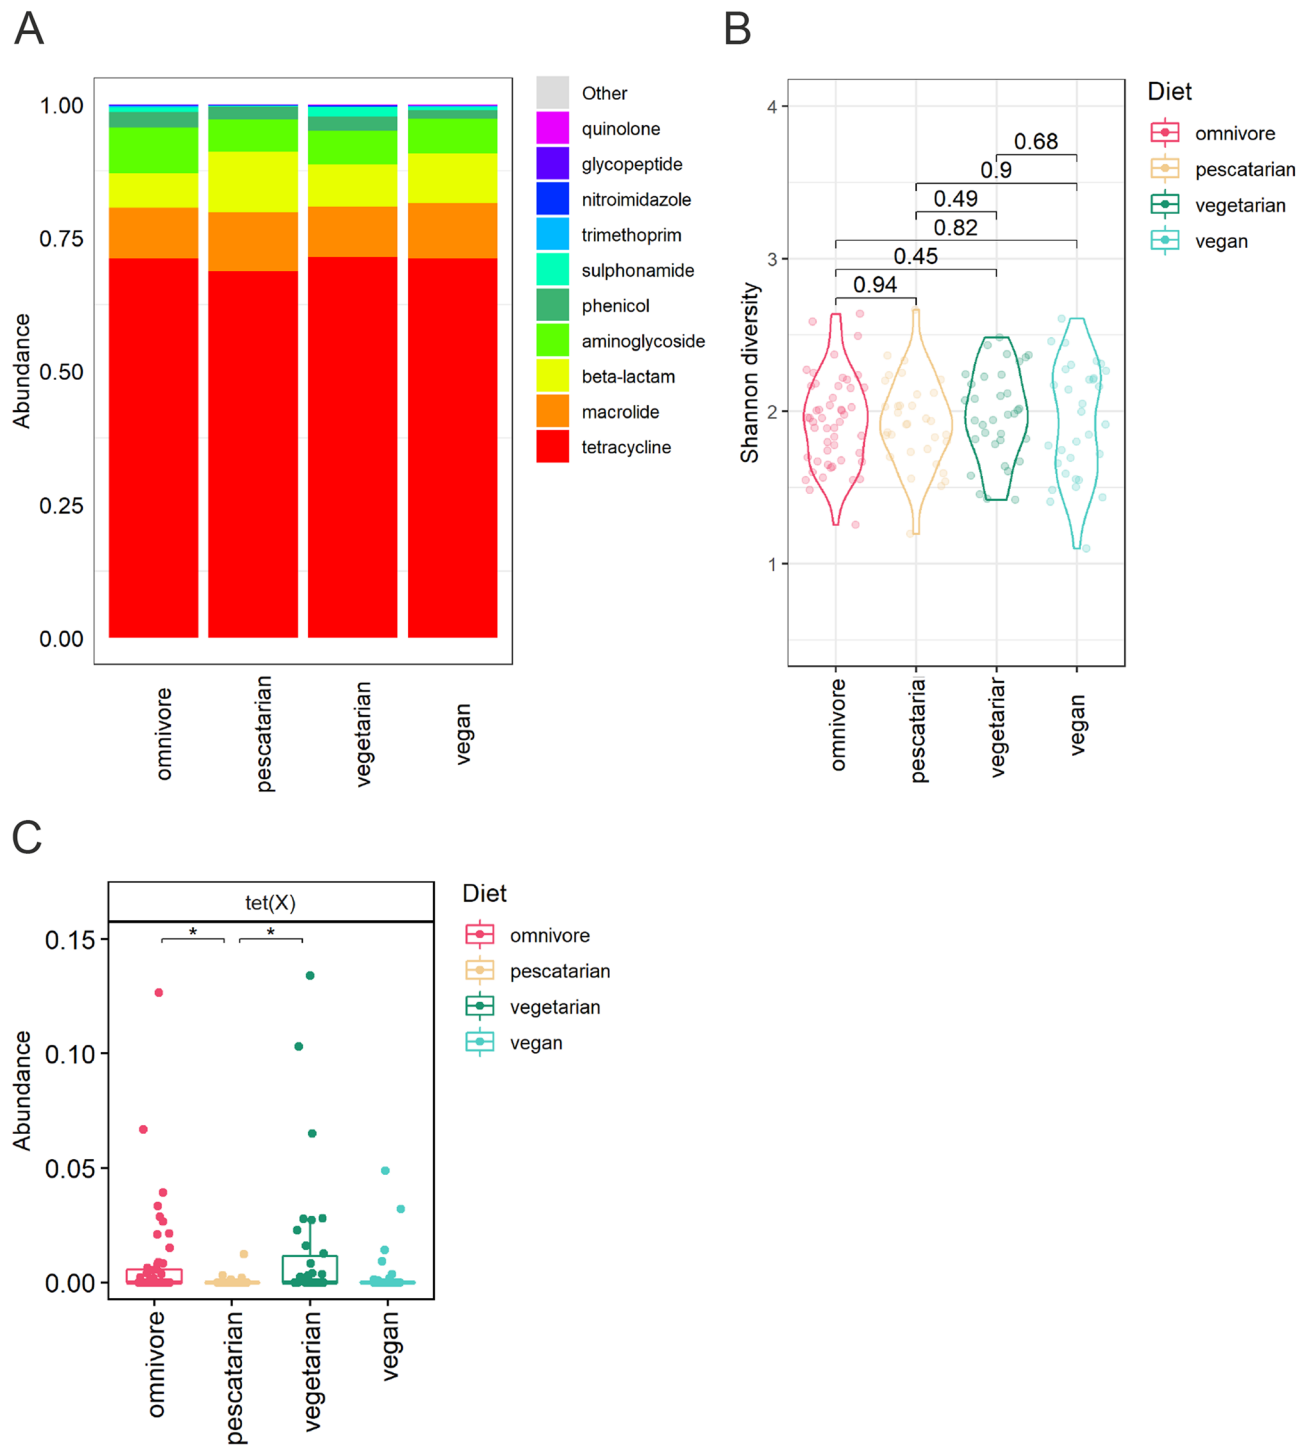 A
1.00
0.75
0.50
0.25
0.00
Abundance
omnivore
pescatarian
vegetarian
vegan
Other
quinolone
glycopeptide
nitroimidazole
trimethoprim
sulphonamide
phenicol
aminoglycoside
beta-lactam
macrolide
tetracycline
B
4
3
2
1
Shannon diversity
0.68
0.9
0.49
0.82
0.45
0.94
omnivore
pescatarial
vegetariar
vegan
Diet
omnivore
pescatarian
vegetarian
vegan
C
tet(X)
* *
0.15
0.10
0.05
0.00
Abundance
omnivore
pescatarian
vegetarian
vegan
Diet
omnivore
pescatarian
vegetarian
vegan